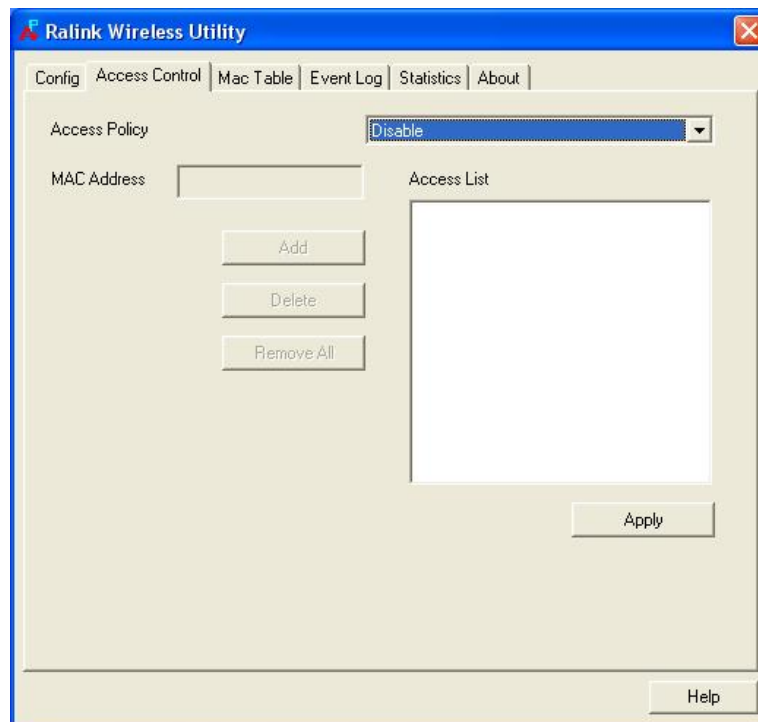 Ralink Wireless Utility
Config Access Control Mac Table Event Log Statistics About
Access Policy Disable
MAC Address Access List
Add
Delete
Remove All
Apply
Help